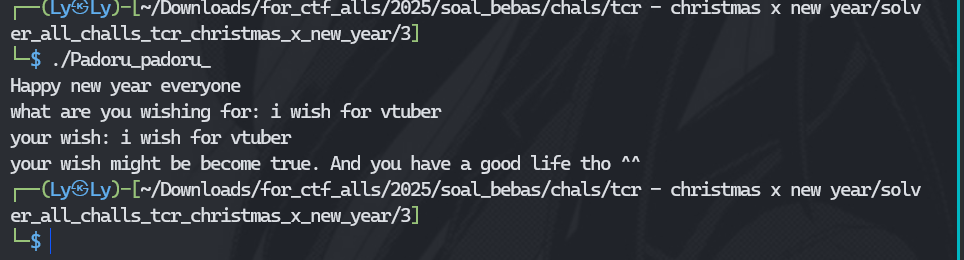 ┌──(Ly㉿Ly)-[~/Downloads/for_ctf_alls/2025/soal_bebas/chals/tcr - christmas x new year/solv
er_all_challs_tcr_christmas_x_new_year/3]
└─$ ./Padoru_padoru_
Happy new year everyone
what are you wishing for: i wish for vtuber
your wish: i wish for vtuber
your wish might be become true. And you have a good life tho ^^
┌──(Ly㉿Ly)-[~/Downloads/for_ctf_alls/2025/soal_bebas/chals/tcr - christmas x new year/solv
er_all_challs_tcr_christmas_x_new_year/3]
└─$